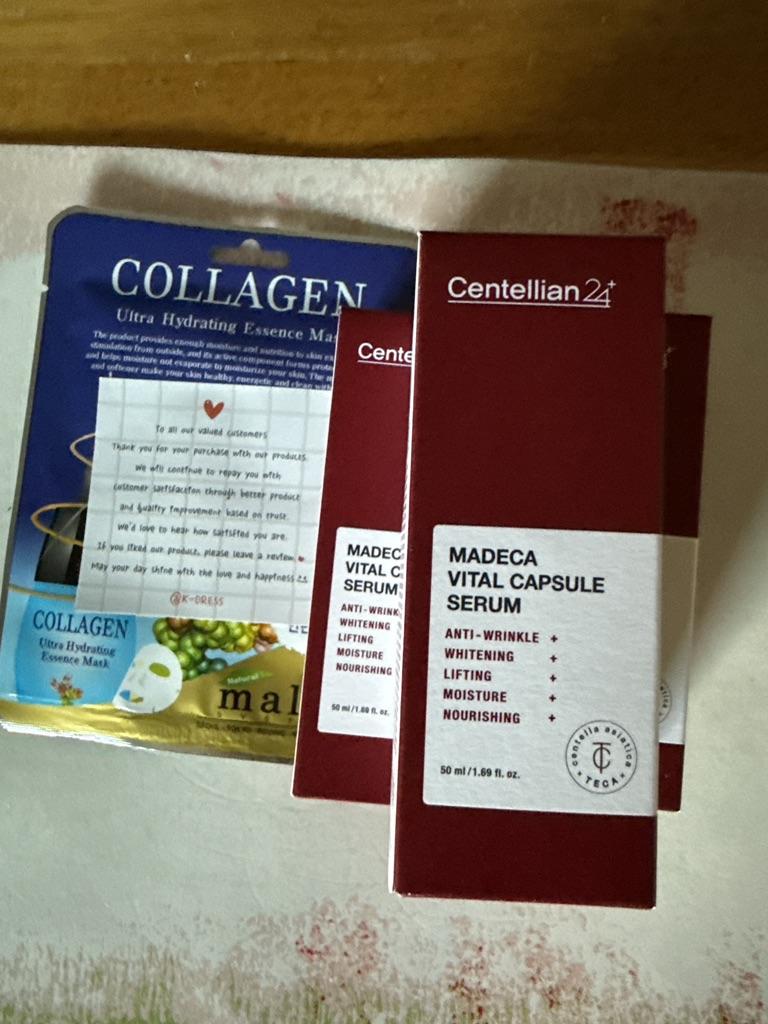 COLLAGEN
Ultra Hydrating Essence Mas
The product provides enough moisture and nutrition to skin
stimulation from outside, and its active component forms
and helps moisture not evaporate to moisturize your skin. The
and softener make your skin healthy, energetic and clean
To all our valued customers
Thank you for your purchase with our products.
We will continue to repay you with
customer satisfaction through better product
and quality improvement based on trust.
We'd love to hear how satisfied you are.
If you liked our product, please leave a review.
May your day shine with the love and happiness
@K-DRESS
COLLAGEN
Ultra Hydrating
Essence Mask
Natural
mal
Cente
MADEC
VITAL C
SERUM
ANTI-WRINK
WHITENING
LIFTING
MOISTURE
NOURISHING
50 ml/1.69 fl. oz.
Centellian24+
MADECA
VITAL CAPSULE
SERUM
ANTI-WRINKLE +
WHITENING +
LIFTING +
MOISTURE +
NOURISHING +
50 ml/1.69 fl. oz.
centella asiatica
TECA